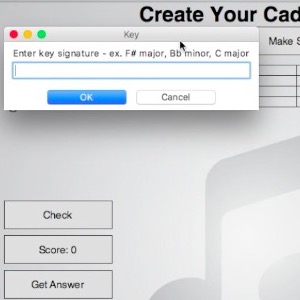 Create Your Cad
Key
Enter key signature - ex. F# major, Bb minor, C major
Make S
OK
Cancel
Check
Score: 0
Get Answer